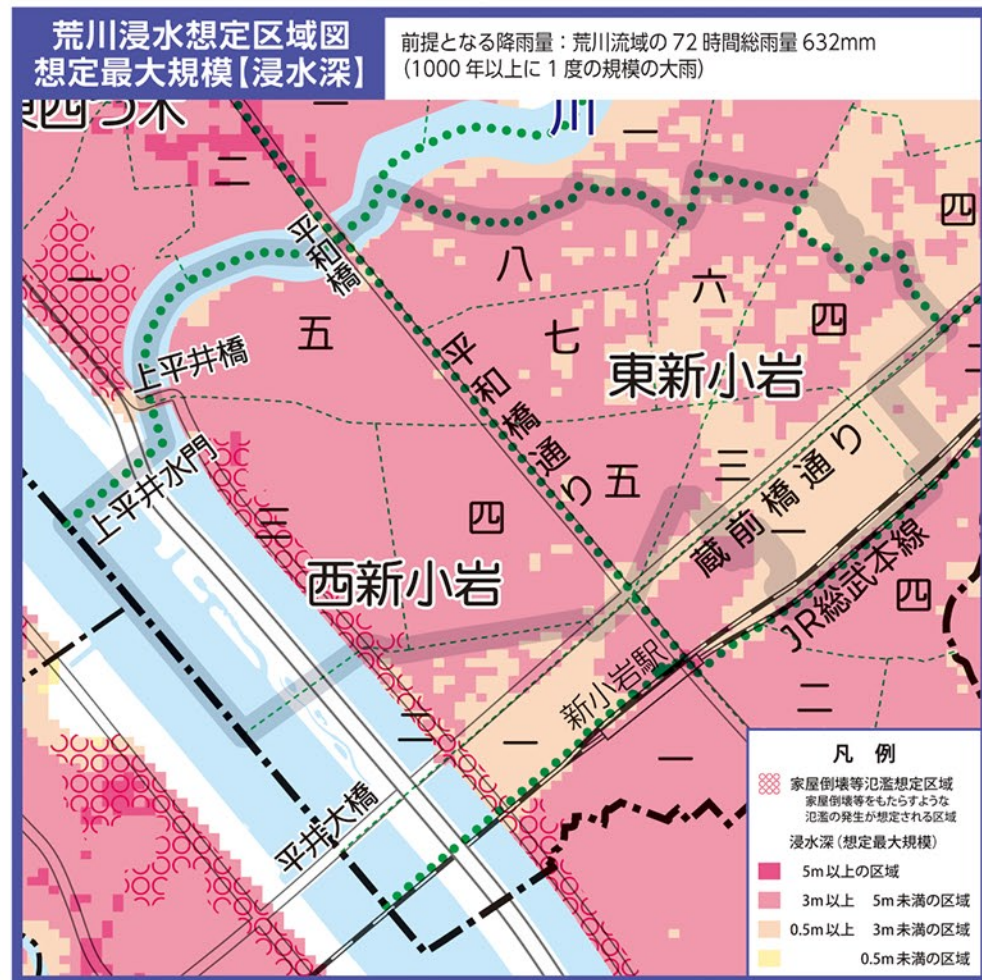 荒川浸水想定区域図
想定最大規模【浸水深】
前提となる降雨量：荒川流域の72時間総雨量632mm
（1000年以上に1度の規模の大雨）
東四つ木
川
一
二
四
平和橋
八
六
一
五
七
四
平和橋通り
東新小岩
二
上平井橋
上平井水門
三
四
五
三
蔵前橋通り
一
西新小岩
JR総武本線
四
新小岩駅
二
二
一
一
平井大橋
凡例
家屋倒壊等氾濫想定区域
家屋倒壊等をもたらすような
氾濫の発生が想定される区域
浸水深（想定最大規模）
5m以上の区域
3m以上　5m未満の区域
0.5m以上　3m未満の区域
0.5m未満の区域